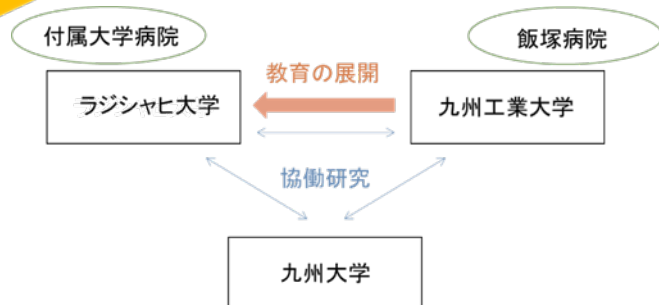 付属大学病院
飯塚病院
教育の展開
ラジシャヒ大学
九州工業大学
協働研究
九州大学